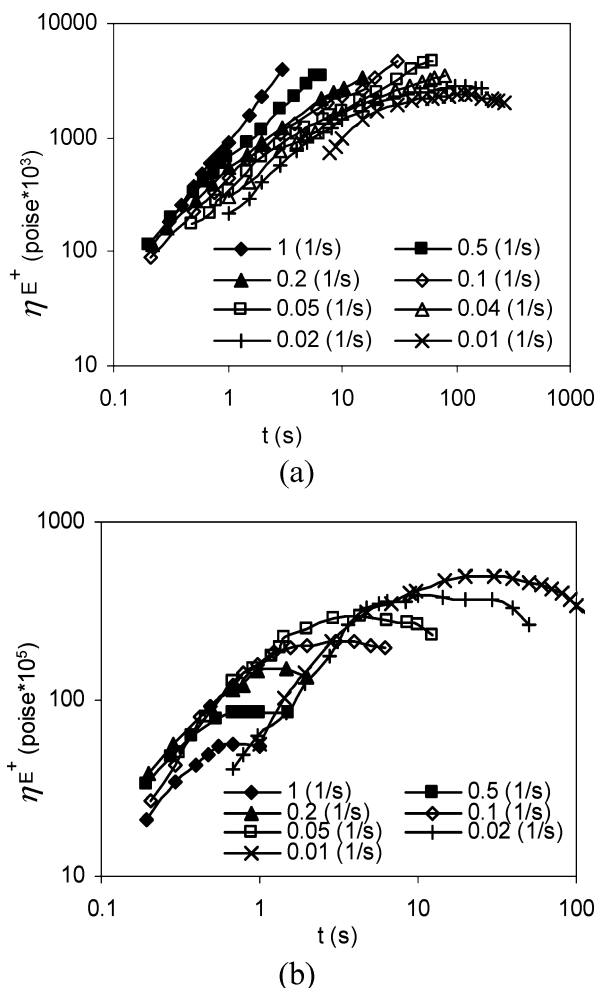 10000
1000
100
10
ηE⁺ (poise*10³)
1 (1/s) 0.5 (1/s)
0.2 (1/s) 0.1 (1/s)
0.05 (1/s) 0.04 (1/s)
0.02 (1/s) 0.01 (1/s)
0.1 1 10 100 1000
t (s)
(a)
1000
100
10
ηE⁺ (poise*10⁵)
1 (1/s) 0.5 (1/s)
0.2 (1/s) 0.1 (1/s)
0.05 (1/s) 0.02 (1/s)
0.01 (1/s)
0.1 1 10 100
t (s)
(b)